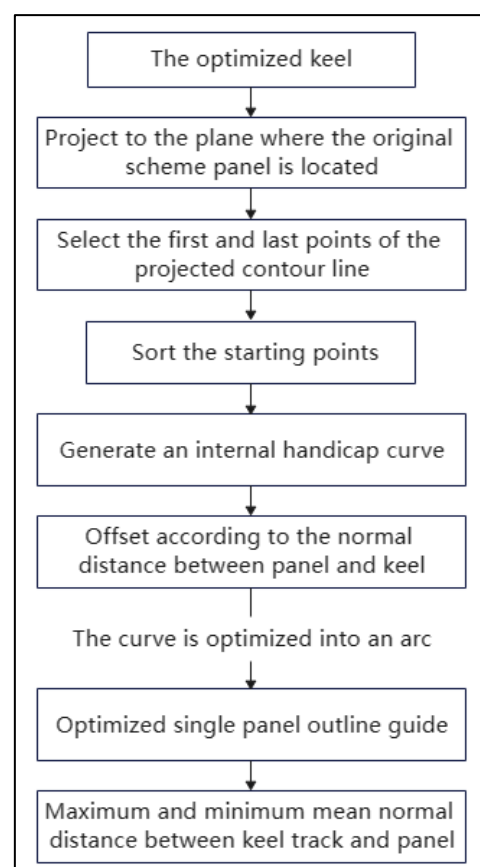 The optimized keel
Project to the plane where the original
scheme panel is located
Select the first and last points of the
projected contour line
Sort the starting points
Generate an internal handicap curve
Offset according to the normal
distance between panel and keel
The curve is optimized into an arc
Optimized single panel outline guide
Maximum and minimum mean normal
distance between keel track and panel